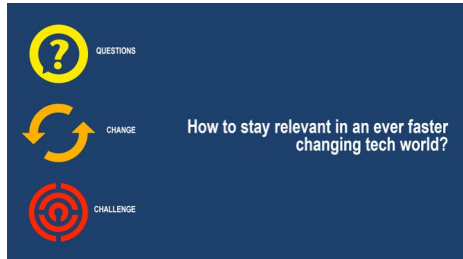 QUESTIONS
CHANGE
CHALLENGE
How to stay relevant in an ever faster
changing tech world?